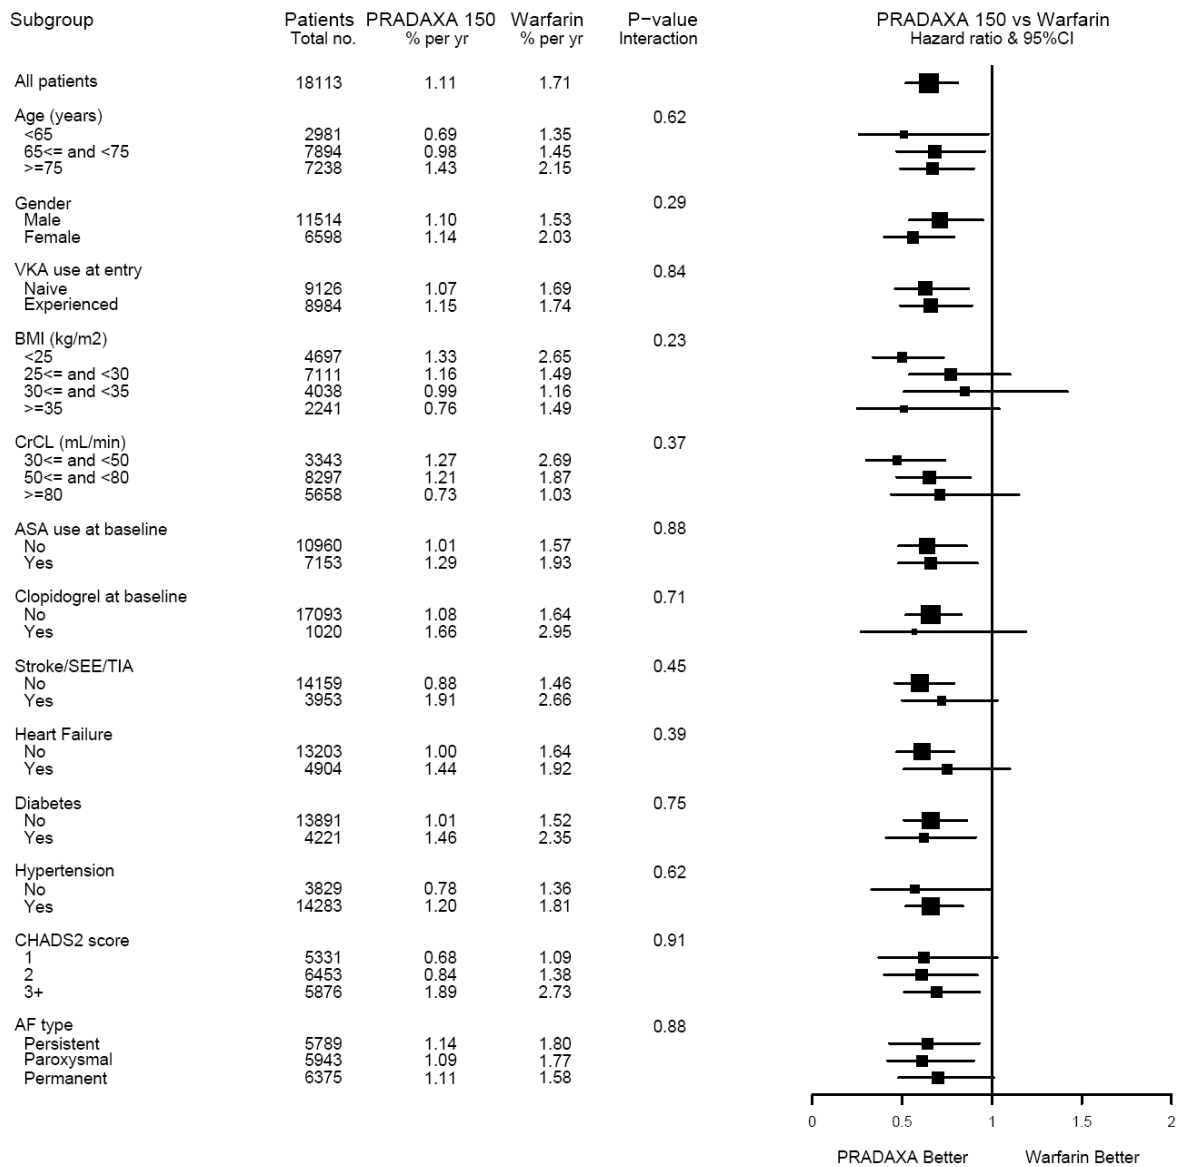 Subgroup Patients PRADAXA 150 Warfarin P−value PRADAXA 150 vs Warfarin
Total no. % per yr % per yr Interaction Hazard ratio & 95%CI
All patients 18113 1.11 1.71
Age (years) 0.62
<65 2981 0.69 1.35
65<= and <75 7894 0.98 1.45
>=75 7238 1.43 2.15
Gender 0.29
Male 11514 1.10 1.53
Female 6598 1.14 2.03
VKA use at entry 0.84
Naive 9126 1.07 1.69
Experienced 8984 1.15 1.74
BMI (kg/m2) 0.23
<25 4697 1.33 2.65
25<= and <30 7111 1.16 1.49
30<= and <35 4038 0.99 1.16
>=35 2241 0.76 1.49
CrCL (mL/min) 0.37
30<= and <50 3343 1.27 2.69
50<= and <80 8297 1.21 1.87
>=80 5658 0.73 1.03
ASA use at baseline 0.88
No 10960 1.01 1.57
Yes 7153 1.29 1.93
Clopidogrel at baseline 0.71
No 17093 1.08 1.64
Yes 1020 1.66 2.95
Stroke/SEE/TIA 0.45
No 14159 0.88 1.46
Yes 3953 1.91 2.66
Heart Failure 0.39
No 13203 1.00 1.64
Yes 4904 1.44 1.92
Diabetes 0.75
No 13891 1.01 1.52
Yes 4221 1.46 2.35
Hypertension 0.62
No 3829 0.78 1.36
Yes 14283 1.20 1.81
CHADS2 score 0.91
1 5331 0.68 1.09
2 6453 0.84 1.38
3+ 5876 1.89 2.73
AF type 0.88
Persistent 5789 1.14 1.80
Paroxysmal 5943 1.09 1.77
Permanent 6375 1.11 1.58
0 0.5 1 1.5 2
PRADAXA Better Warfarin Better